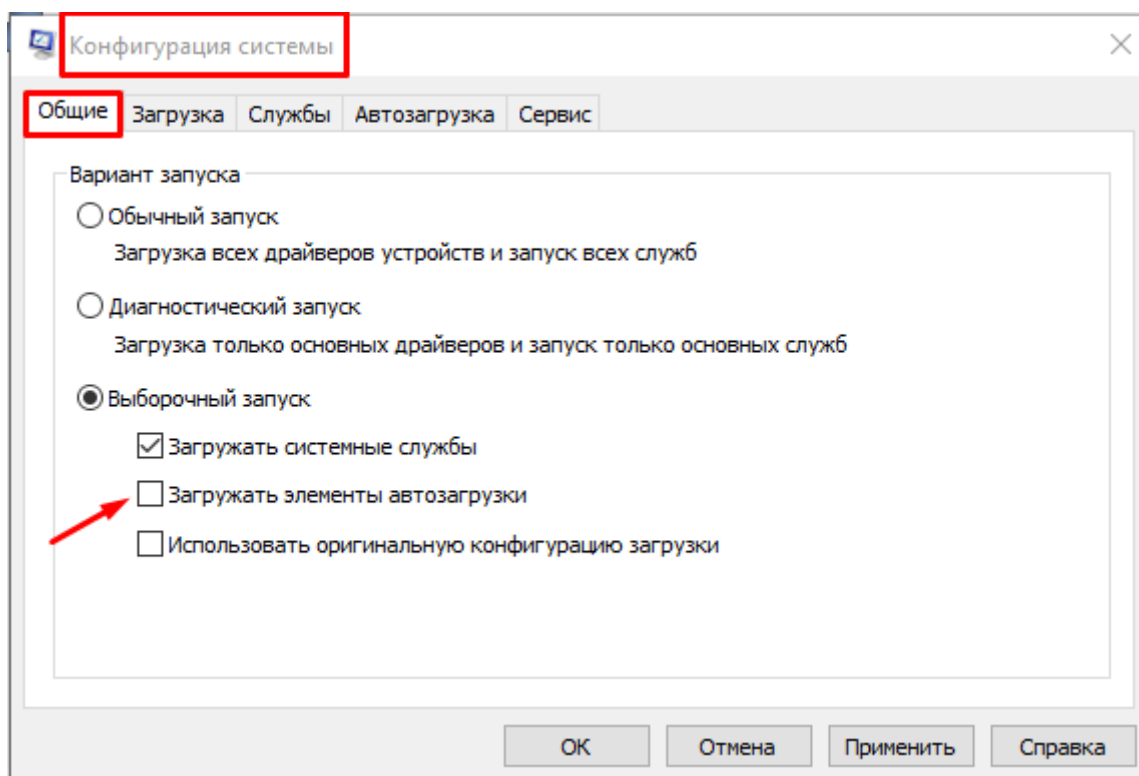 Конфигурация системы
Общие Загрузка Службы Автозагрузка Сервис
Вариант запуска
Обычный запуск
Загрузка всех драйверов устройств и запуск всех служб
Диагностический запуск
Загрузка только основных драйверов и запуск только основных служб
Выборочный запуск
Загружать системные службы
Загружать элементы автозагрузки
Использовать оригинальную конфигурацию загрузки
ОК Отмена Применить Справка